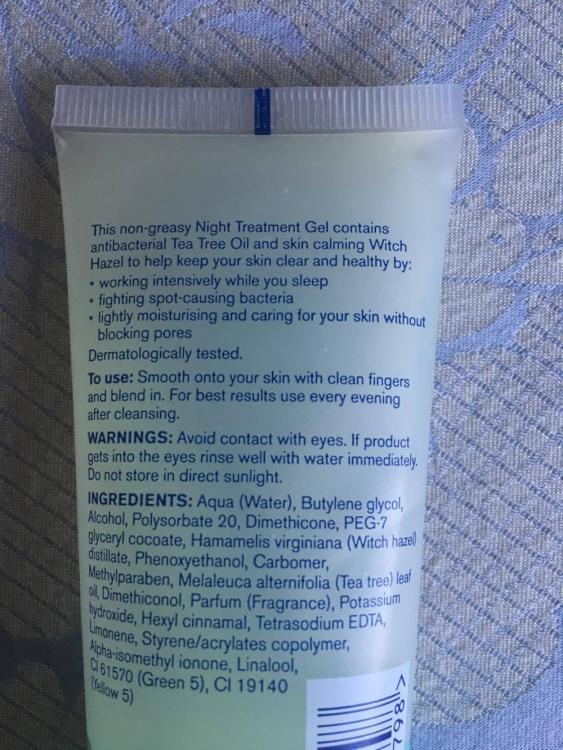 This non-greasy Night Treatment Gel contains
antibacterial Tea Tree Oil and skin calming Witch
Hazel to help keep your skin clear and healthy by:
• working intensively while you sleep
• fighting spot-causing bacteria
• lightly moisturising and caring for your skin without
blocking pores
Dermatologically tested.
To use: Smooth onto your skin with clean fingers
and blend in. For best results use every evening
after cleansing.
WARNINGS: Avoid contact with eyes. If product
gets into the eyes rinse well with water immediately.
Do not store in direct sunlight.
INGREDIENTS: Aqua (Water), Butylene glycol,
Alcohol, Polysorbate 20, Dimethicone, PEG-7
glyceryl cocoate, Hamamelis virginiana (Witch hazel)
distillate, Phenoxyethanol, Carbomer,
Methylparaben, Melaleuca alternifolia (Tea tree) leaf
oil, Dimethiconol, Parfum (Fragrance), Potassium
hydroxide, Hexyl cinnamal, Tetrasodium EDTA,
Limonene, Styrene/acrylates copolymer,
Alpha-isomethyl ionone, Linalool,
CI 61570 (Green 5), CI 19140
(Yellow 5)
798 >